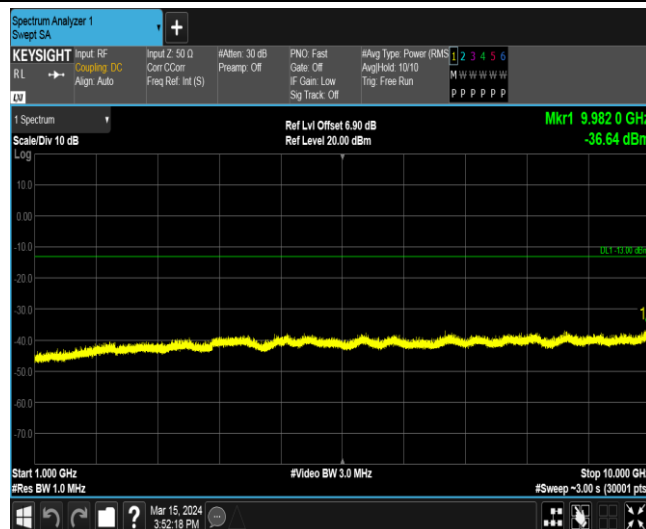 Spectrum Analyzer 1
Swept SA
KEYSIGHT Input: RF Input Z: 50 Ω #Atten: 30 dB PNO: Fast #Avg Type: Power (RMS 1 2 3 4 5 6
RL Coupling: DC Corr CCorr Preamp: Off Gate: Off Avg|Hold: 10/10 M W W W W W
Align: Auto Freq Ref: Int (S) IF Gain: Low Trig: Free Run
LXI Sig Track: Off P P P P P P
1 Spectrum Ref Lvl Offset 6.90 dB Mkr1 9.982 0 GHz
Scale/Div 10 dB Ref Level 20.00 dBm -36.64 dBm
Log
10.0
0.00
-10.0
DL1 -13.00 dBm
-20.0
-30.0
1
-40.0
-50.0
-60.0
-70.0
Start 1.000 GHz #Video BW 3.0 MHz Stop 10.000 GHz
#Res BW 1.0 MHz #Sweep ~3.00 s (30001 pts
? Mar 15, 2024
3:52:18 PM